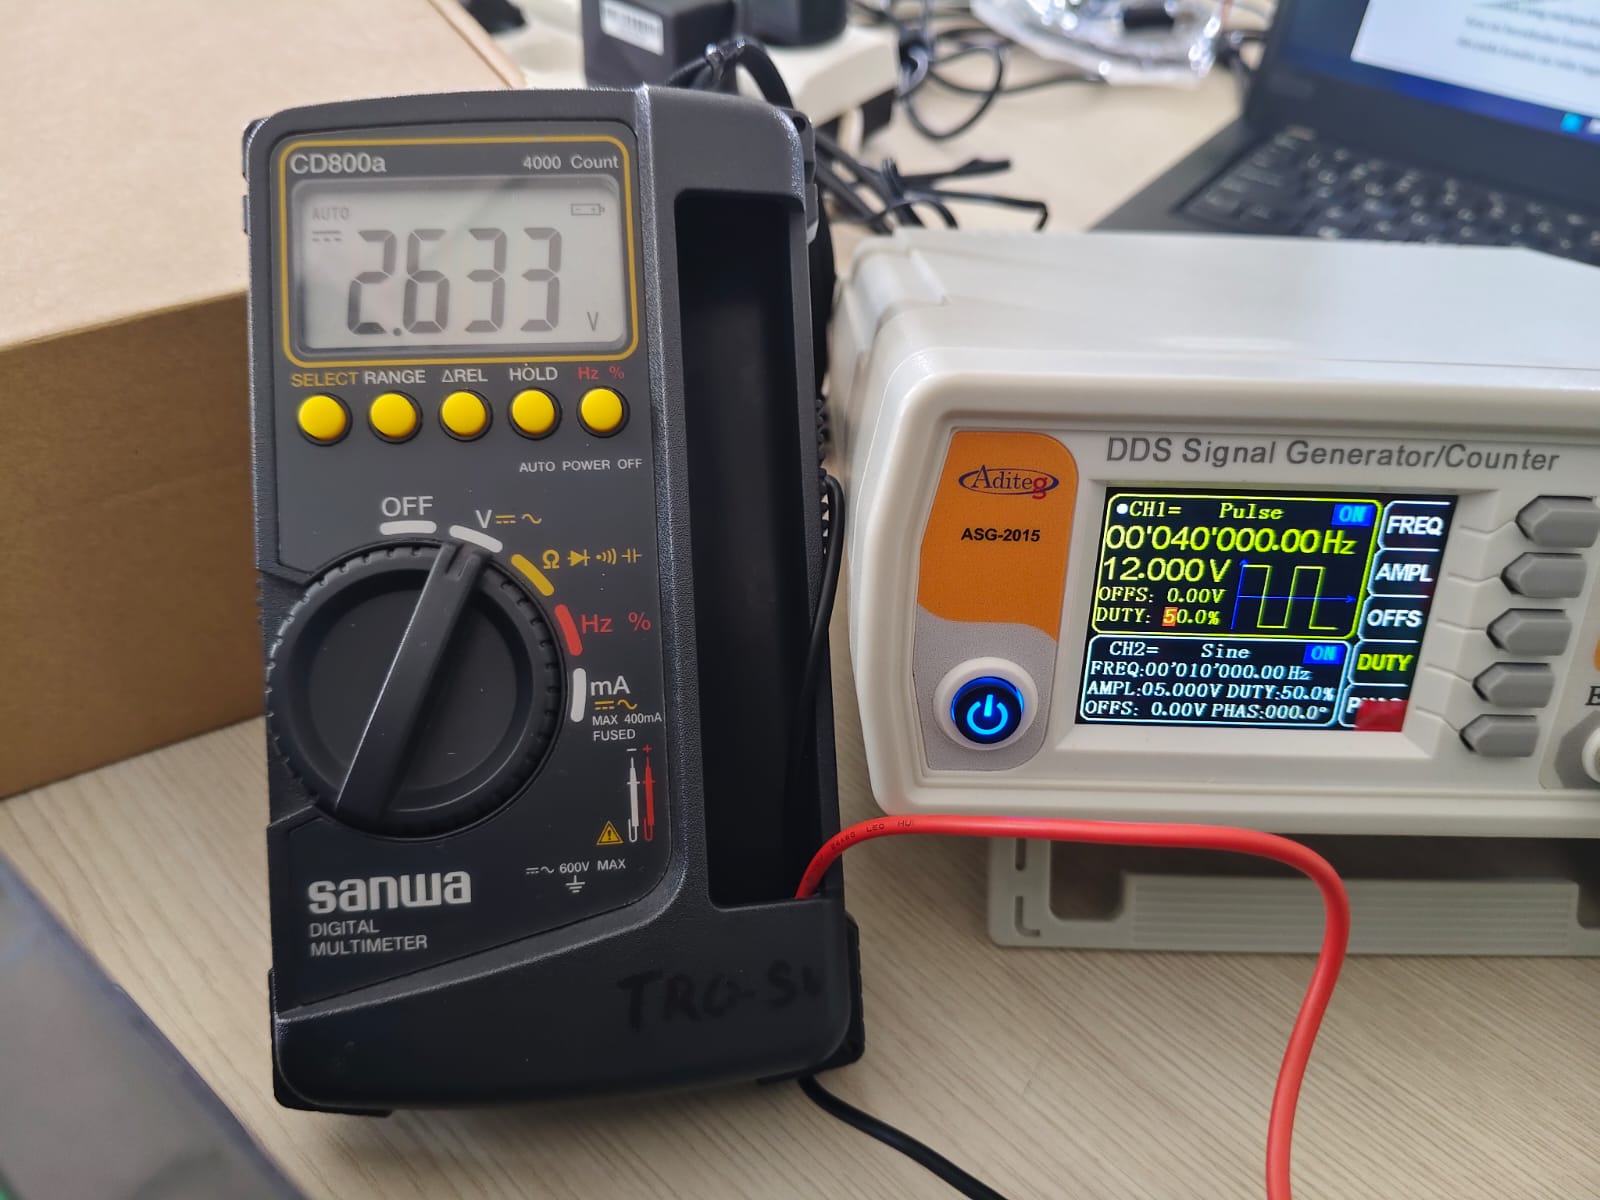 CD800a
4000 Count
AUTO
2.633 V
SELECT RANGE ΔREL HOLD Hz %
AUTO POWER OFF
OFF
V
Ω
Hz %
mA
MAX 400mA
FUSED
- +
600V MAX
sanwa
DIGITAL
MULTIMETER
DDS Signal Generator/Counter
Aditeg
ASG-2015
CH1= Pulse ON
00'040'000.00Hz
12.000V
OFFS: 0.00V
DUTY: 50.0%
CH2= Sine ON
FREQ:00'010'000.00 Hz
AMPL:05.000V DUTY:50.0%
OFFS: 0.00V PHAS:000.0°
FREQ
AMPL
OFFS
DUTY